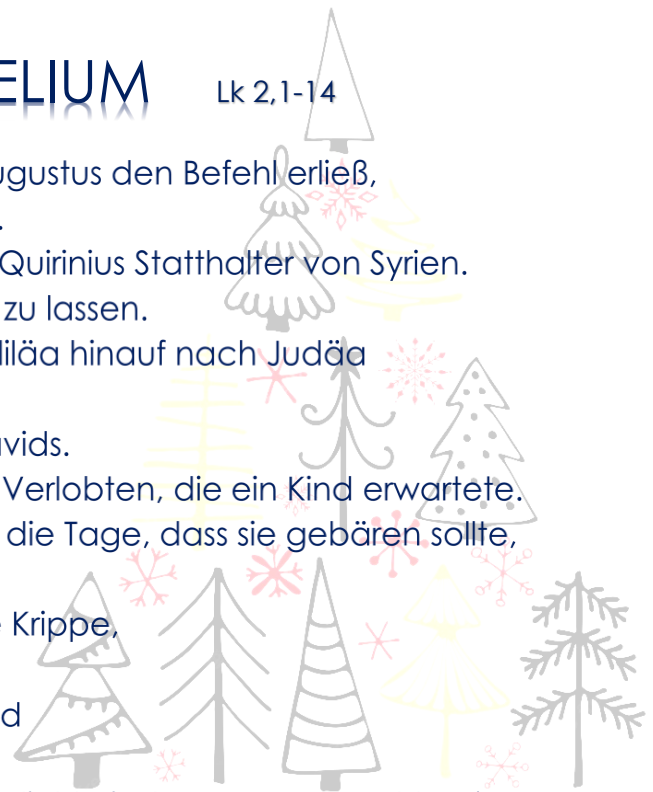 ELIUM Lk 2,1-14
ugustus den Befehl erließ,
.
Quirinius Statthalter von Syrien.
zu lassen.
liläa hinauf nach Judäa
vids.
Verlobten, die ein Kind erwartete.
die Tage, dass sie gebären sollte,
e Krippe,
d